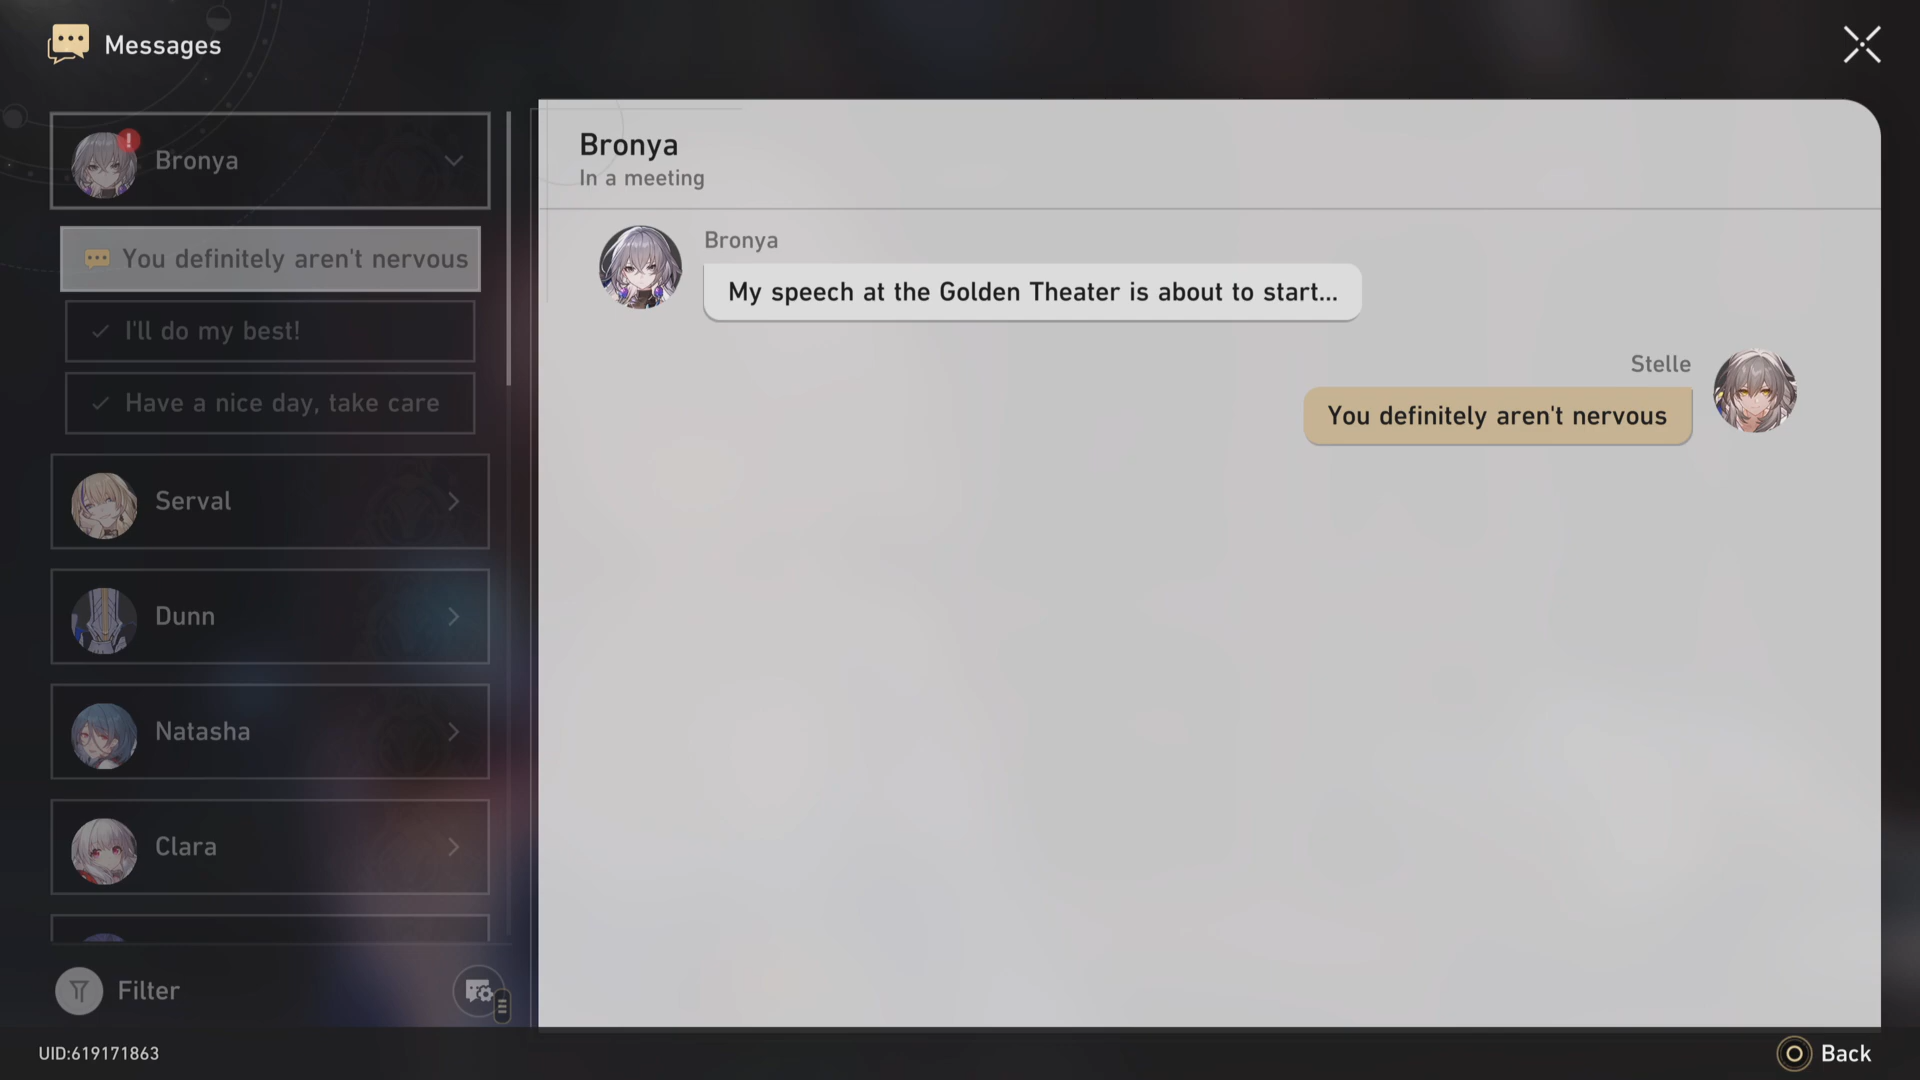 Messages
Bronya
You definitely aren't nervous
I'll do my best!
Have a nice day, take care
Serval
Dunn
Natasha
Clara
Filter
Bronya
In a meeting
Bronya
My speech at the Golden Theater is about to start...
Stelle
You definitely aren't nervous
UID:619171863
Back